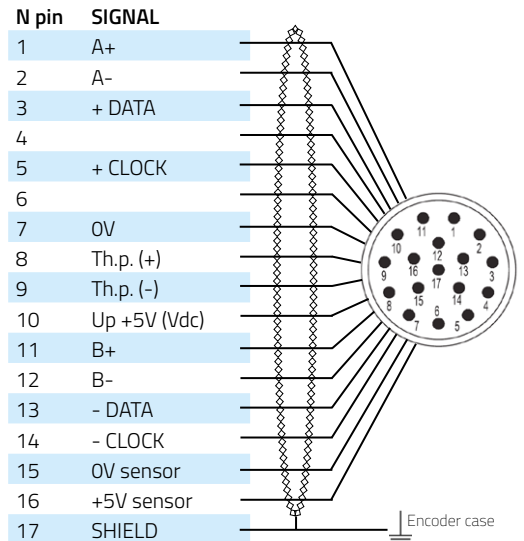 N pin SIGNAL
1 A+
2 A-
3 + DATA
4
5 + CLOCK
6
7 0V
8 Th.p. (+)
9 Th.p. (-)
10 Up +5V (Vdc)
11 B+
12 B-
13 - DATA
14 - CLOCK
15 0V sensor
16 +5V sensor
17 SHIELD
11 1
10 12 2
9 16 13 3
17
8 15 14 4
7 6 5
Encoder case